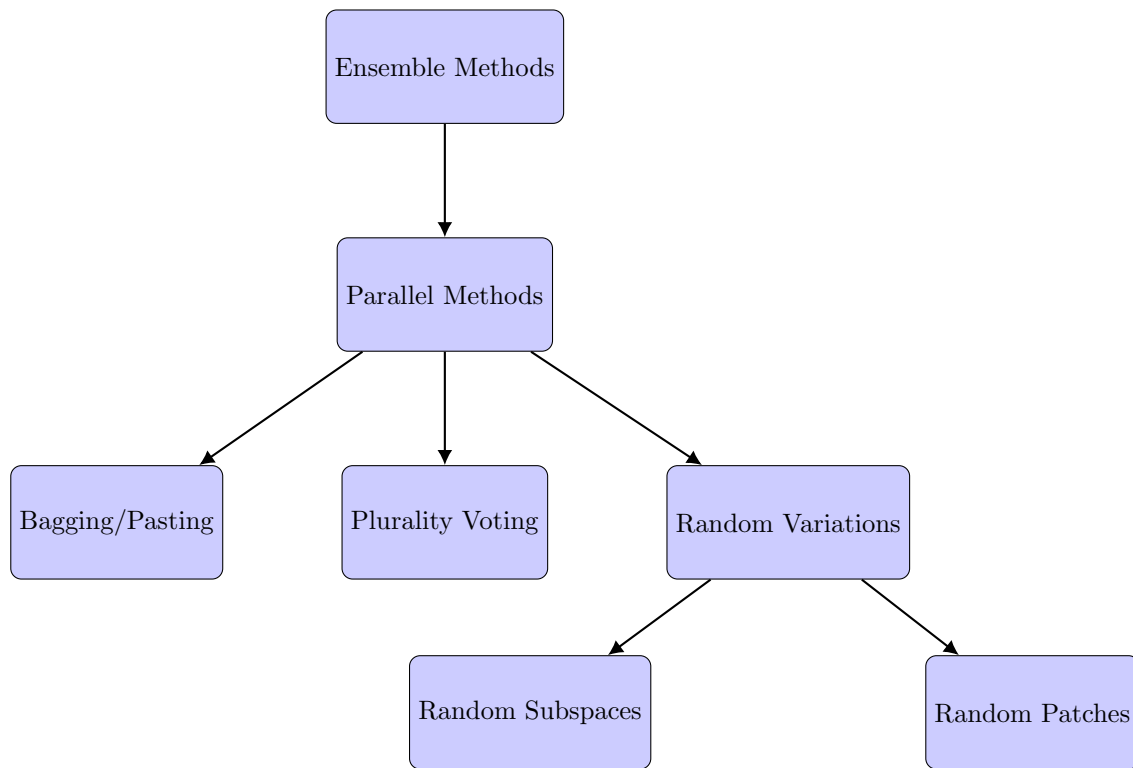 Ensemble Methods
Parallel Methods
Bagging/Pasting
Plurality Voting
Random Variations
Random Subspaces
Random Patches